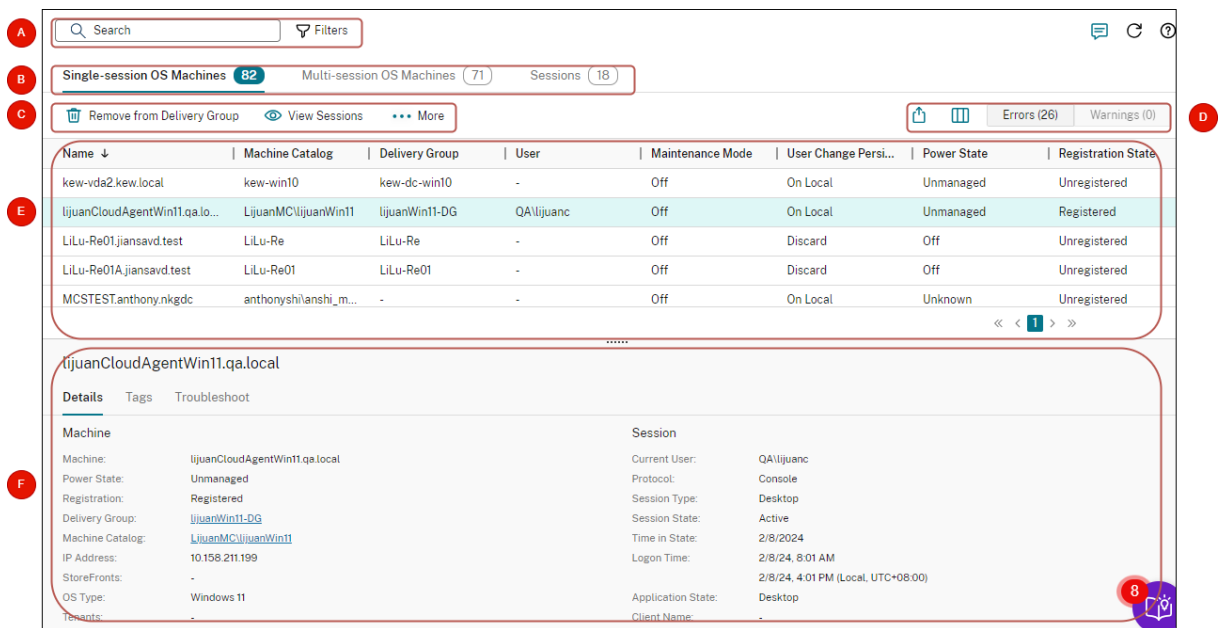 A
Search
Filters
B
Single-session OS Machines 82
Multi-session OS Machines 71
Sessions 18
C
Remove from Delivery Group
View Sessions
••• More
Errors (26)
Warnings (0)
D
Name ↓ | Machine Catalog | Delivery Group | User | Maintenance Mode | User Change Persi... | Power State | Registration State
kew-vda2.kew.local kew-win10 kew-dc-win10 - Off On Local Unmanaged Unregistered
E
lijuanCloudAgentWin11.qa.lo... LijuanMC\lijuanWin11 lijuanWin11-DG QA\lijuanc Off On Local Unmanaged Registered
LiLu-Re01.jiansavd.test LiLu-Re LiLu-Re - Off Discard Off Unregistered
LiLu-Re01A.jiansavd.test LiLu-Re01 LiLu-Re01 - Off Discard Off Unregistered
MCSTEST.anthony.nkgdc anthonyshi\anshi_m... - - Off On Local Unknown Unregistered
« < 1 > »
lijuanCloudAgentWin11.qa.local
Details Tags Troubleshoot
Machine
Machine: lijuanCloudAgentWin11.qa.local
Power State: Unmanaged
Registration: Registered
Delivery Group: lijuanWin11-DG
Machine Catalog: LijuanMC\lijuanWin11
IP Address: 10.158.211.199
StoreFronts: -
OS Type: Windows 11
Tenants: -
F
Session
Current User: QA\lijuanc
Protocol: Console
Session Type: Desktop
Session State: Active
Time in State: 2/8/2024
Logon Time: 2/8/24, 8:01 AM
2/8/24, 4:01 PM (Local, UTC+08:00)
Application State: Desktop
Client Name: -
8